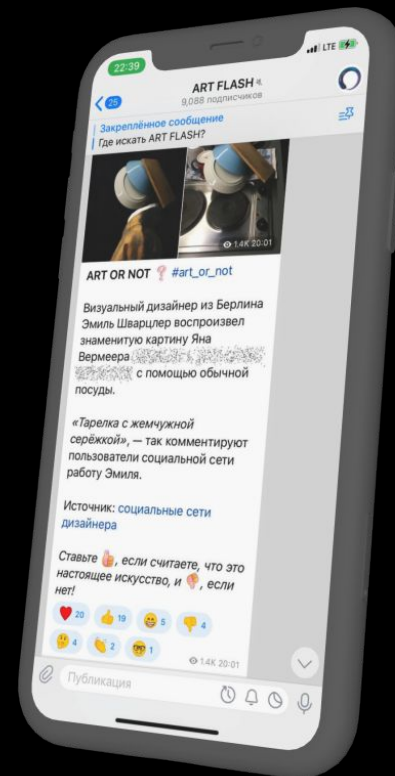 22:39
LTE
25
ART FLASH
9,088 подписчиков
Закреплённое сообщение
Где искать ART FLASH?
1.4K 20:01
ART OR NOT #art_or_not
Визуальный дизайнер из Берлина
Эмиль Шварцлер воспроизвел
знаменитую картину Яна
Вермеера
с помощью обычной
посуды.
«Тарелка с жемчужной
серёжкой», — так комментируют
пользователи социальной сети
работу Эмиля.
Источник: социальные сети
дизайнера
Ставьте 👍, если считаете, что это
настоящее искусство, и 👎, если
нет!
20 19 5 4
4 2 1
1.4K 20:01
Публикация